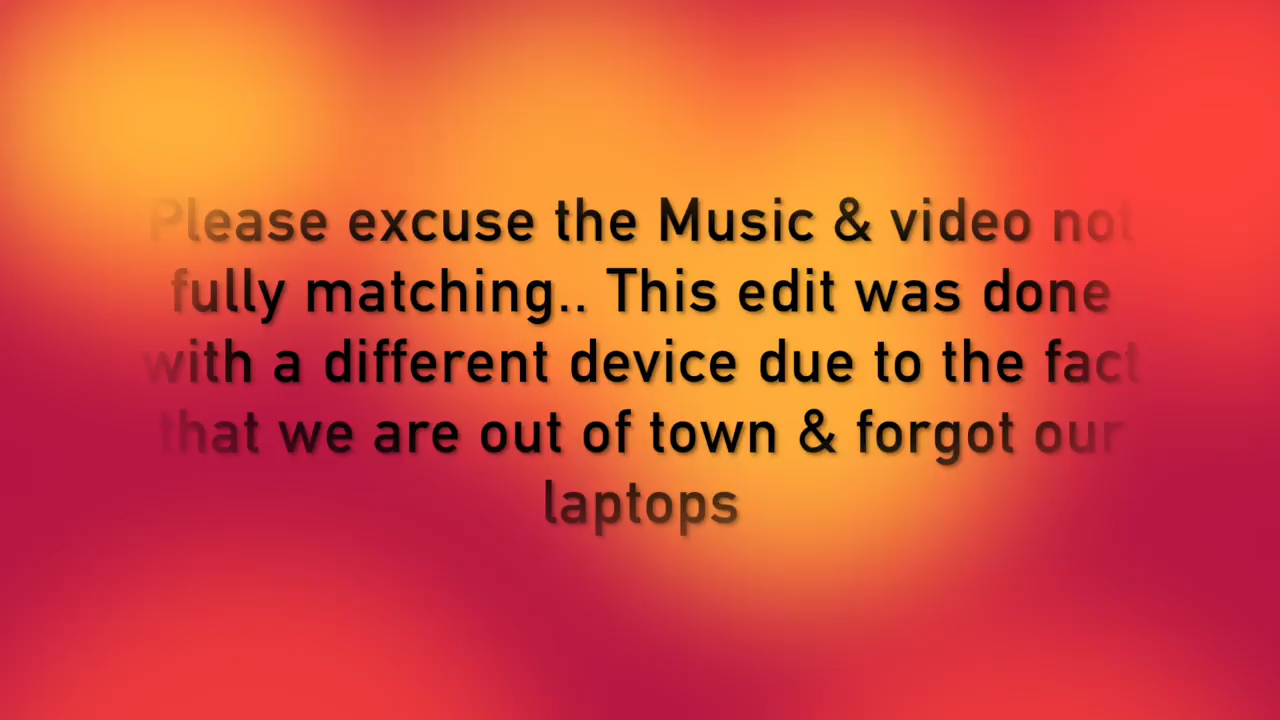 Please excuse the Music & video not
fully matching.. This edit was done
with a different device due to the fact
that we are out of town & forgot our
laptops